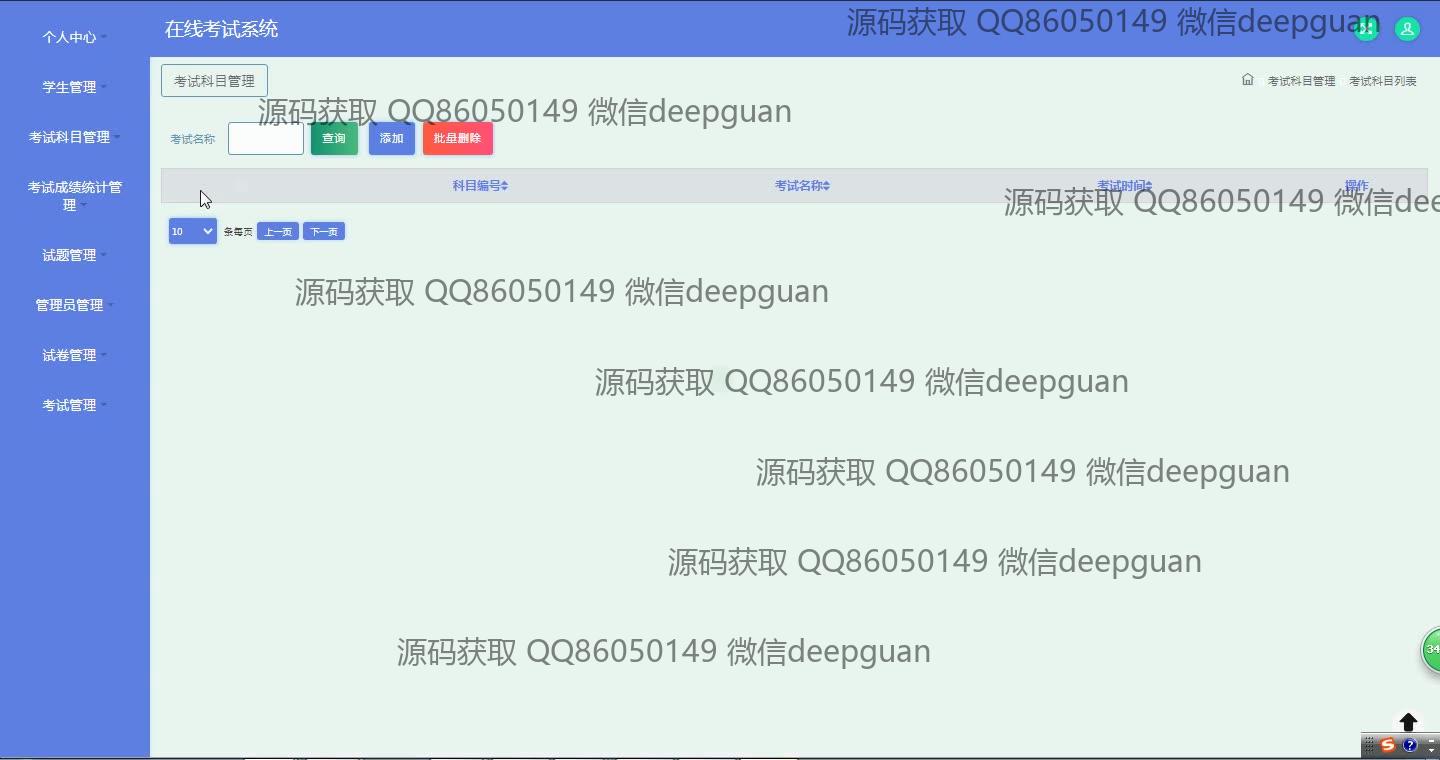 在线考试系统
源码获取 QQ86050149 微信deepguan
个人中心
学生管理
考试科目管理
考试成绩统计管
理
试题管理
管理员管理
试卷管理
考试管理
考试科目管理
考试科目管理 考试科目列表
源码获取 QQ86050149 微信deepguan
考试名称 查询 添加 批量删除
科目编号 考试名称 考试时间 操作
源码获取 QQ86050149 微信dee
10 条每页 上一页 下一页
源码获取 QQ86050149 微信deepguan
源码获取 QQ86050149 微信deepguan
源码获取 QQ86050149 微信deepguan
源码获取 QQ86050149 微信deepguan
源码获取 QQ86050149 微信deepguan
34